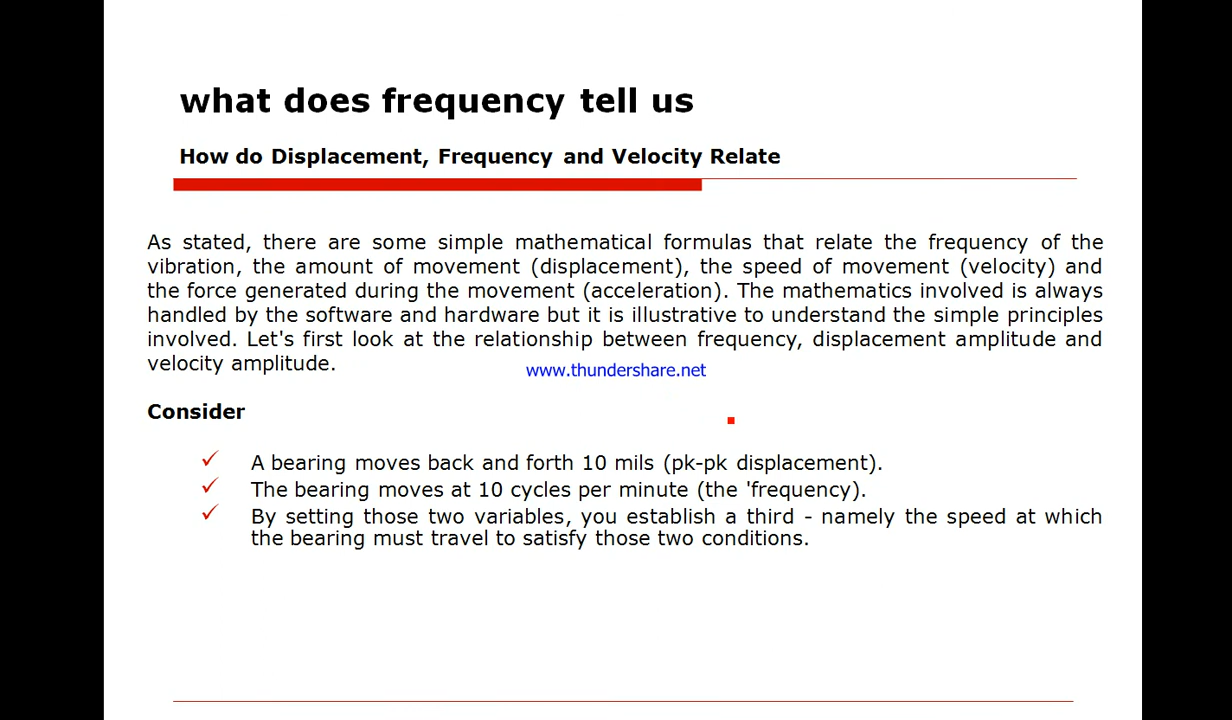 what does frequency tell us
How do Displacement, Frequency and Velocity Relate
As stated, there are some simple mathematical formulas that relate the frequency of the
vibration, the amount of movement (displacement), the speed of movement (velocity) and
the force generated during the movement (acceleration). The mathematics involved is always
handled by the software and hardware but it is illustrative to understand the simple principles
involved. Let's first look at the relationship between frequency, displacement amplitude and
velocity amplitude.
www.thundershare.net
Consider
✓ A bearing moves back and forth 10 mils (pk-pk displacement).
✓ The bearing moves at 10 cycles per minute (the 'frequency).
✓ By setting those two variables, you establish a third - namely the speed at which
the bearing must travel to satisfy those two conditions.